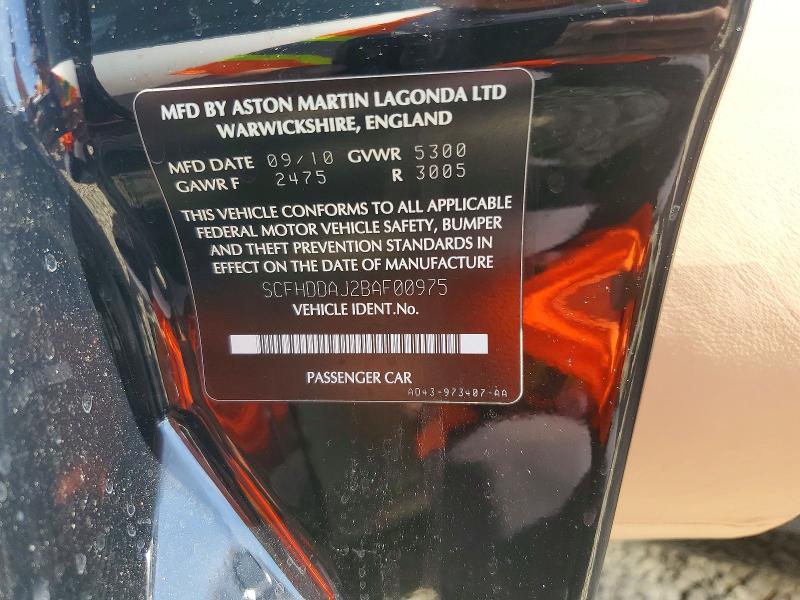 MFD BY ASTON MARTIN LAGONDA LTD
WARWICKSHIRE, ENGLAND
MFD DATE 09/10 GVWR 5300
GAWR F 2475 R 3005
THIS VEHICLE CONFORMS TO ALL APPLICABLE
FEDERAL MOTOR VEHICLE SAFETY, BUMPER
AND THEFT PREVENTION STANDARDS IN
EFFECT ON THE DATE OF MANUFACTURE
SCFHDDAJ2BAF00975
VEHICLE IDENT.No.
PASSENGER CAR
AD43-973407-AA